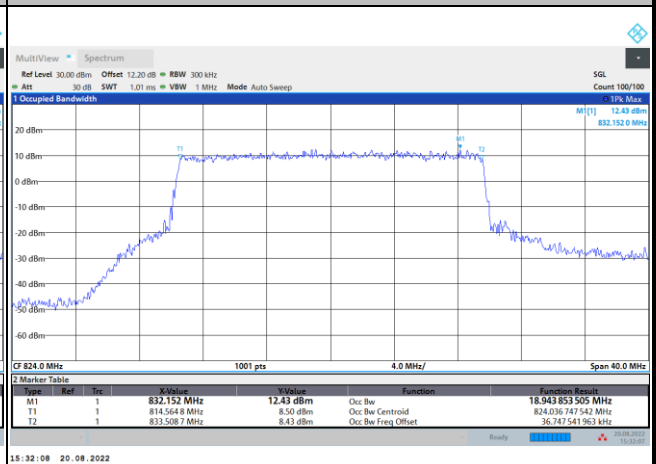 MultiView Spectrum
Ref Level 30.00 dBm Offset 12.20 dB RBW 300 kHz SGL
Att 30 dB SWT 1.01 ms VBW 1 MHz Mode Auto Sweep Count 100/100
1 Occupied Bandwidth 1Pk Max
M1[1] 12.43 dBm
832.152 0 MHz
20 dBm
M1
T1
T2
10 dBm
0 dBm
-10 dBm
-20 dBm
-30 dBm
-40 dBm
-50 dBm
-60 dBm
CF 824.0 MHz 1001 pts 4.0 MHz/ Span 40.0 MHz
2 Marker Table
Type Ref Trc X-Value Y-Value Function Function Result
M1 1 832.152 MHz 12.43 dBm Occ Bw 18.943 853 505 MHz
T1 1 814.564 8 MHz 8.50 dBm Occ Bw Centroid 824.036 747 542 MHz
T2 1 833.508 7 MHz 8.43 dBm Occ Bw Freq Offset 36.747 541 963 kHz
Ready 20.08.2022
15:32:07
15:32:08 20.08.2022